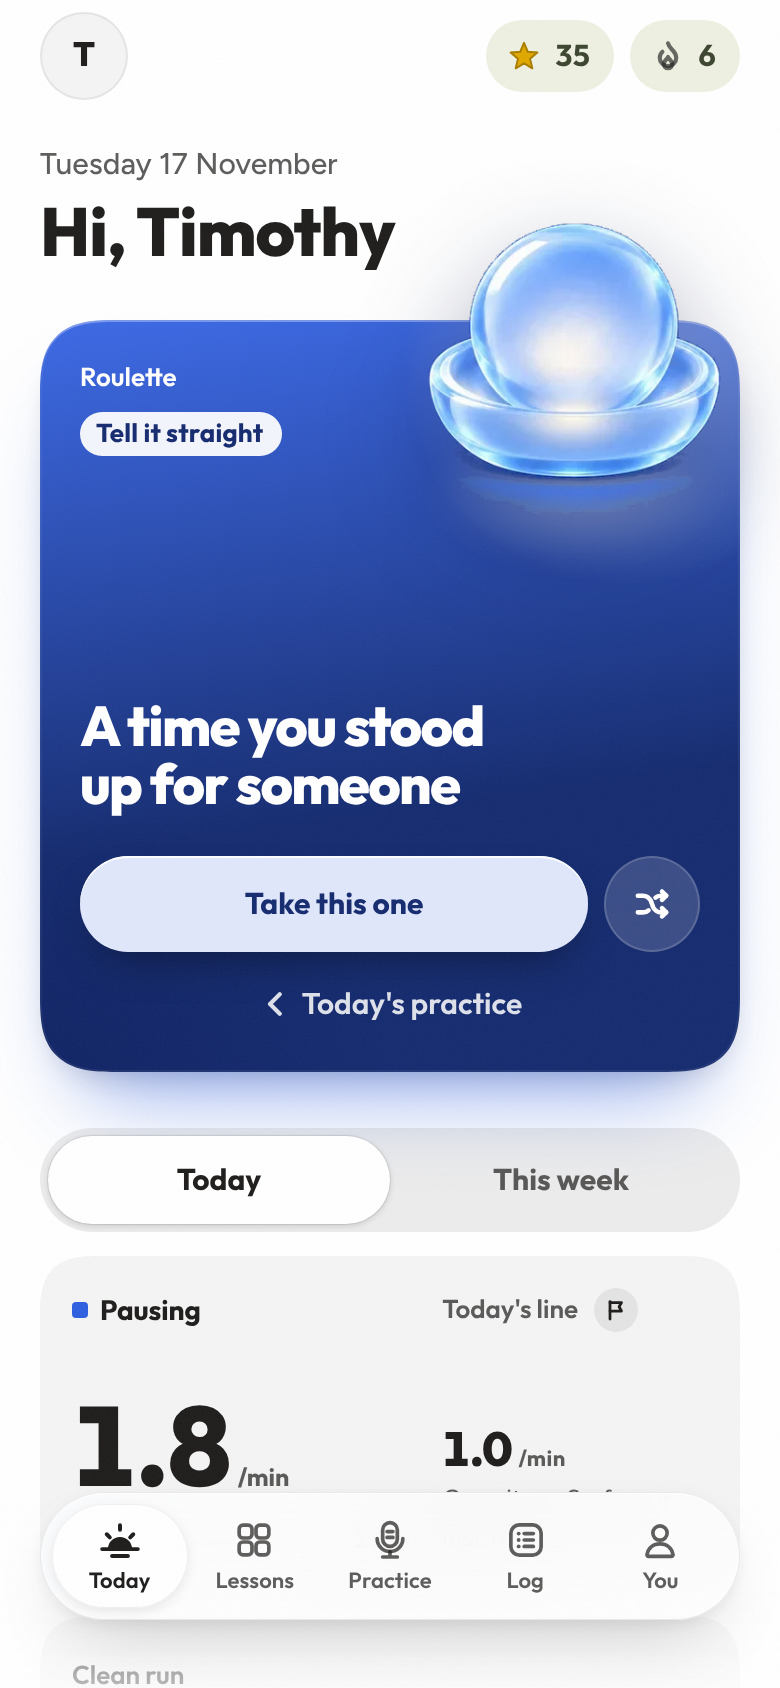 T
35
6
Tuesday 17 November
Hi, Timothy
Roulette
Tell it straight
A time you stood
up for someone
Take this one
Today's practice
Today
This week
Pausing
Today's line
1.8 /min
1.0 /min
Today
Lessons
Practice
Log
You
Clean run